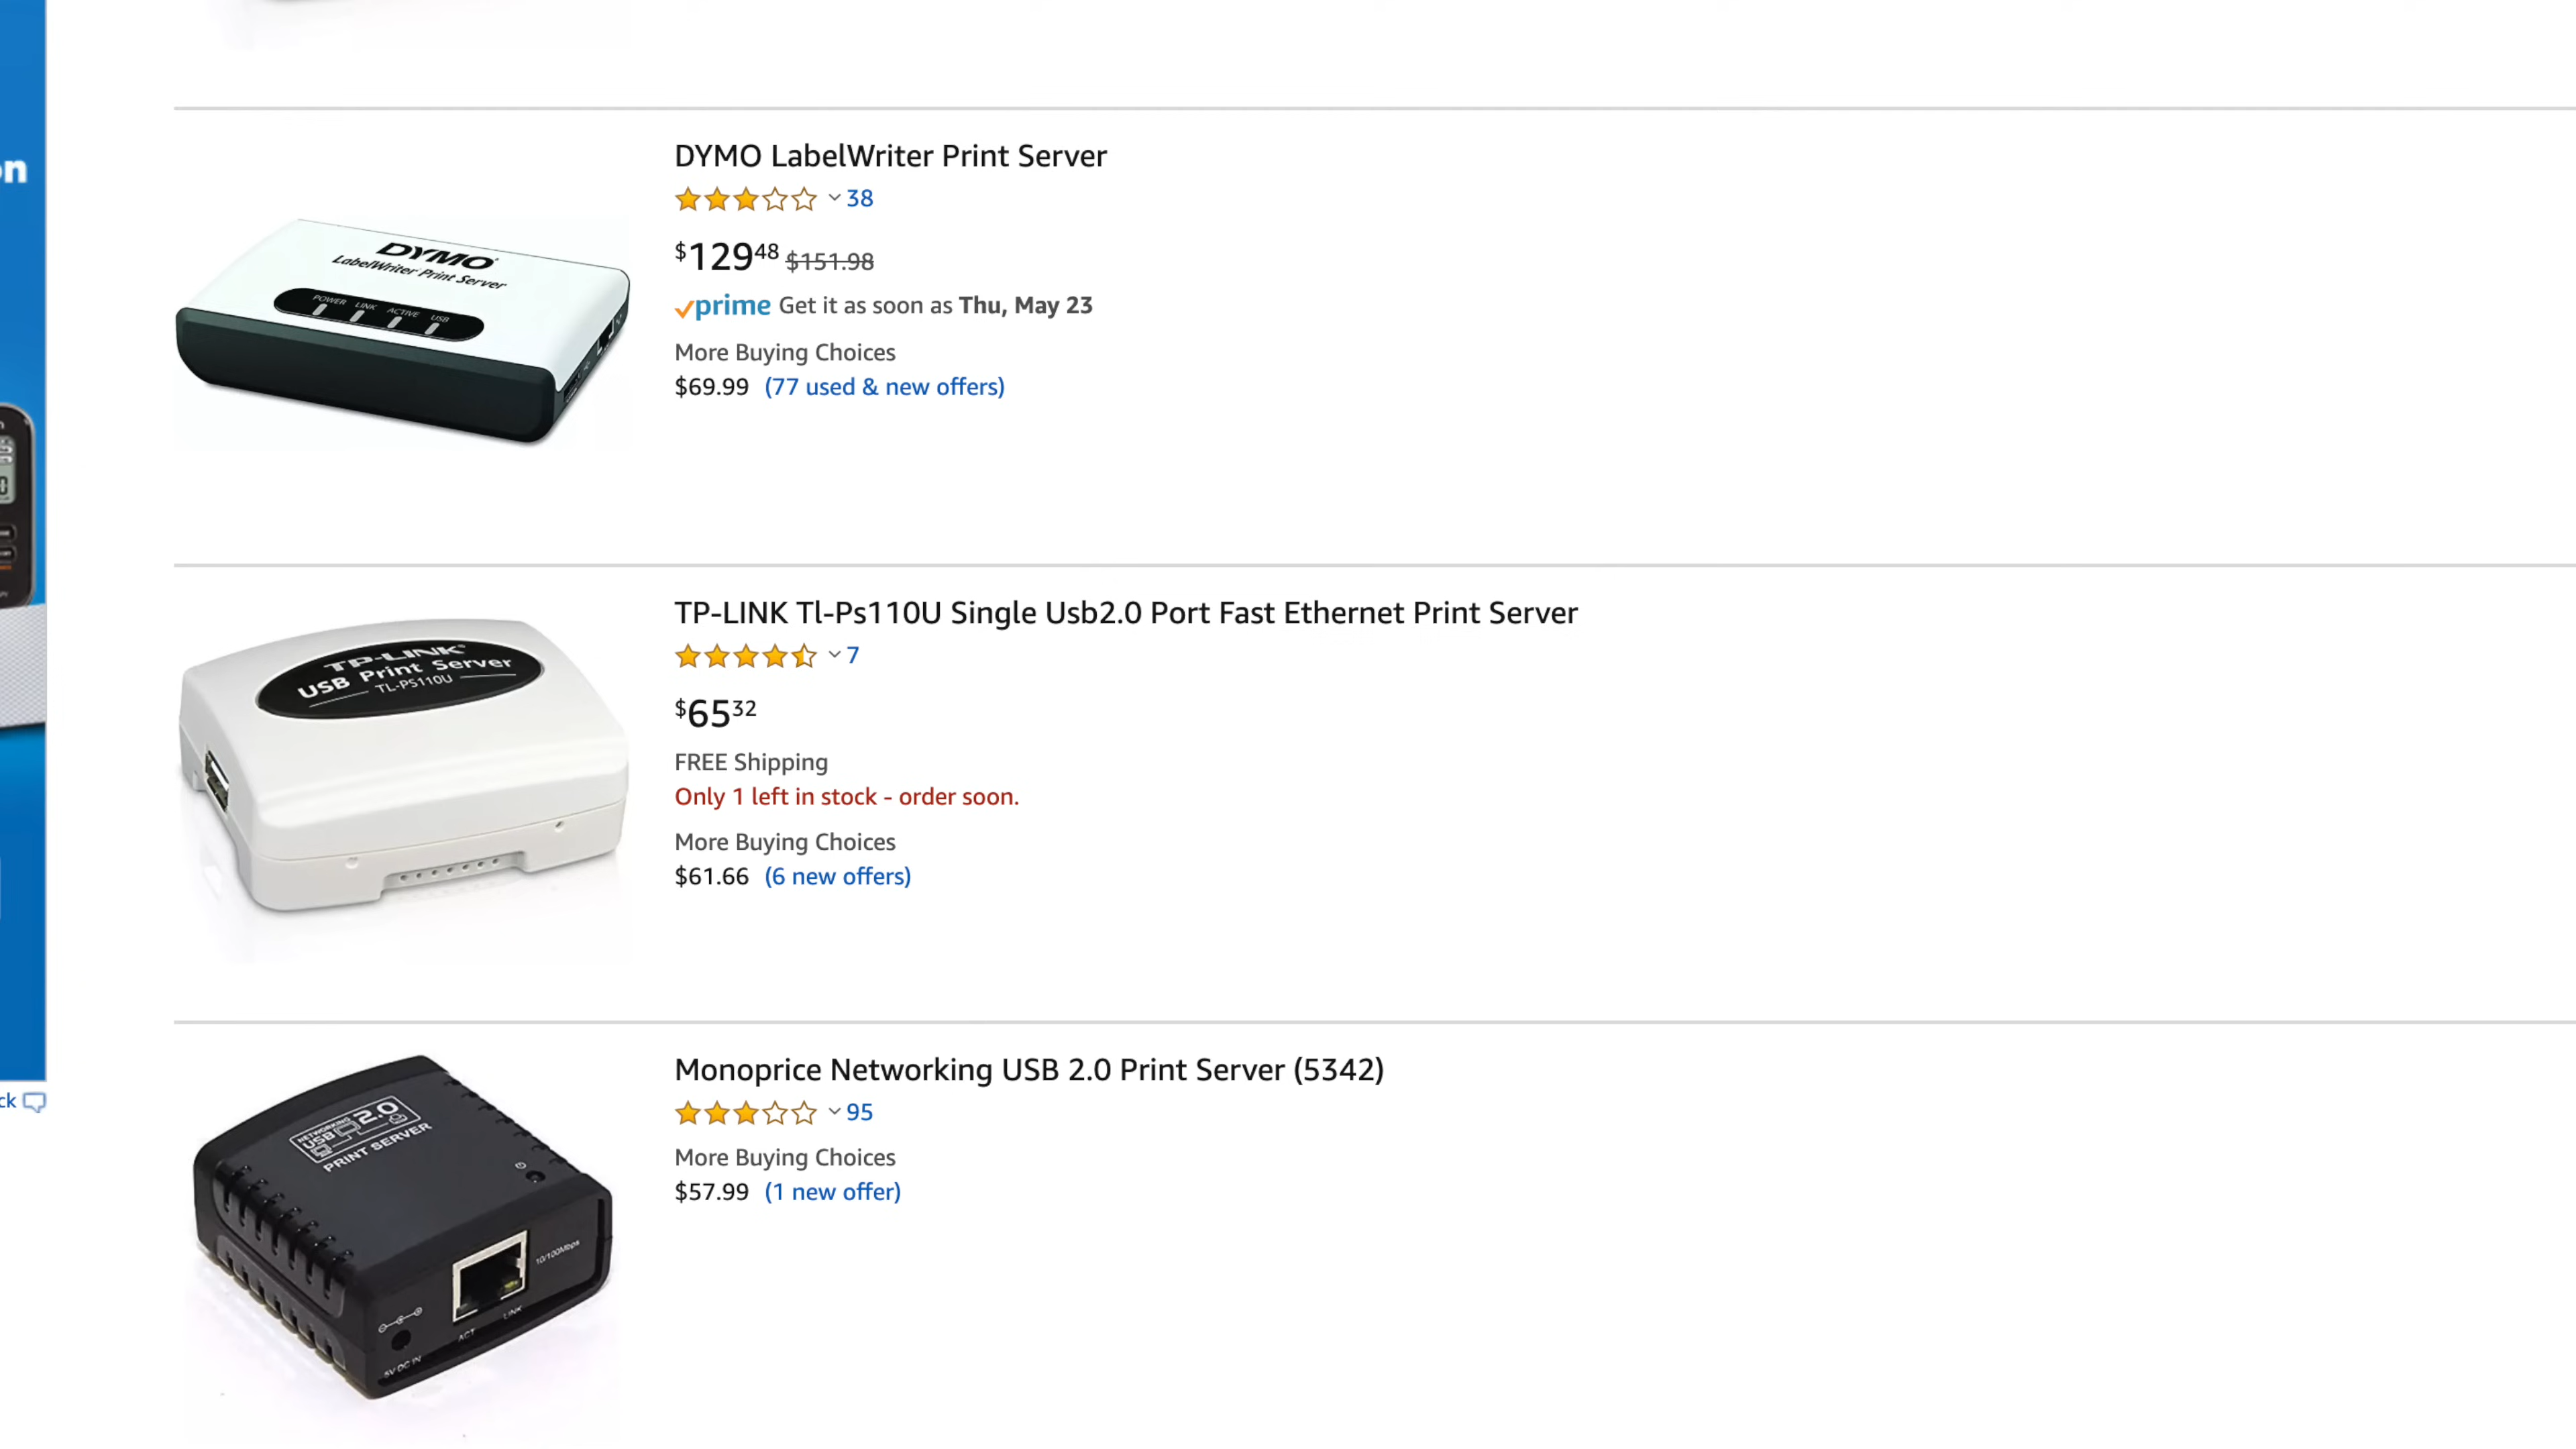 on
DYMO LabelWriter Print Server
38
$129.48 $151.98
prime Get it as soon as Thu, May 23
More Buying Choices
$69.99 (77 used & new offers)
DYMO
LabelWriter Print Server
POWER LINK ACTIVE USB
TP-LINK Tl-Ps110U Single Usb2.0 Port Fast Ethernet Print Server
7
$65.32
FREE Shipping
Only 1 left in stock - order soon.
More Buying Choices
$61.66 (6 new offers)
TP-LINK
USB Print Server
TL-PS110U
Monoprice Networking USB 2.0 Print Server (5342)
95
More Buying Choices
$57.99 (1 new offer)
NETWORKING
USB 2.0
PRINT SERVER
10/100Mbps
LINK
ACT
5V DC IN
ck